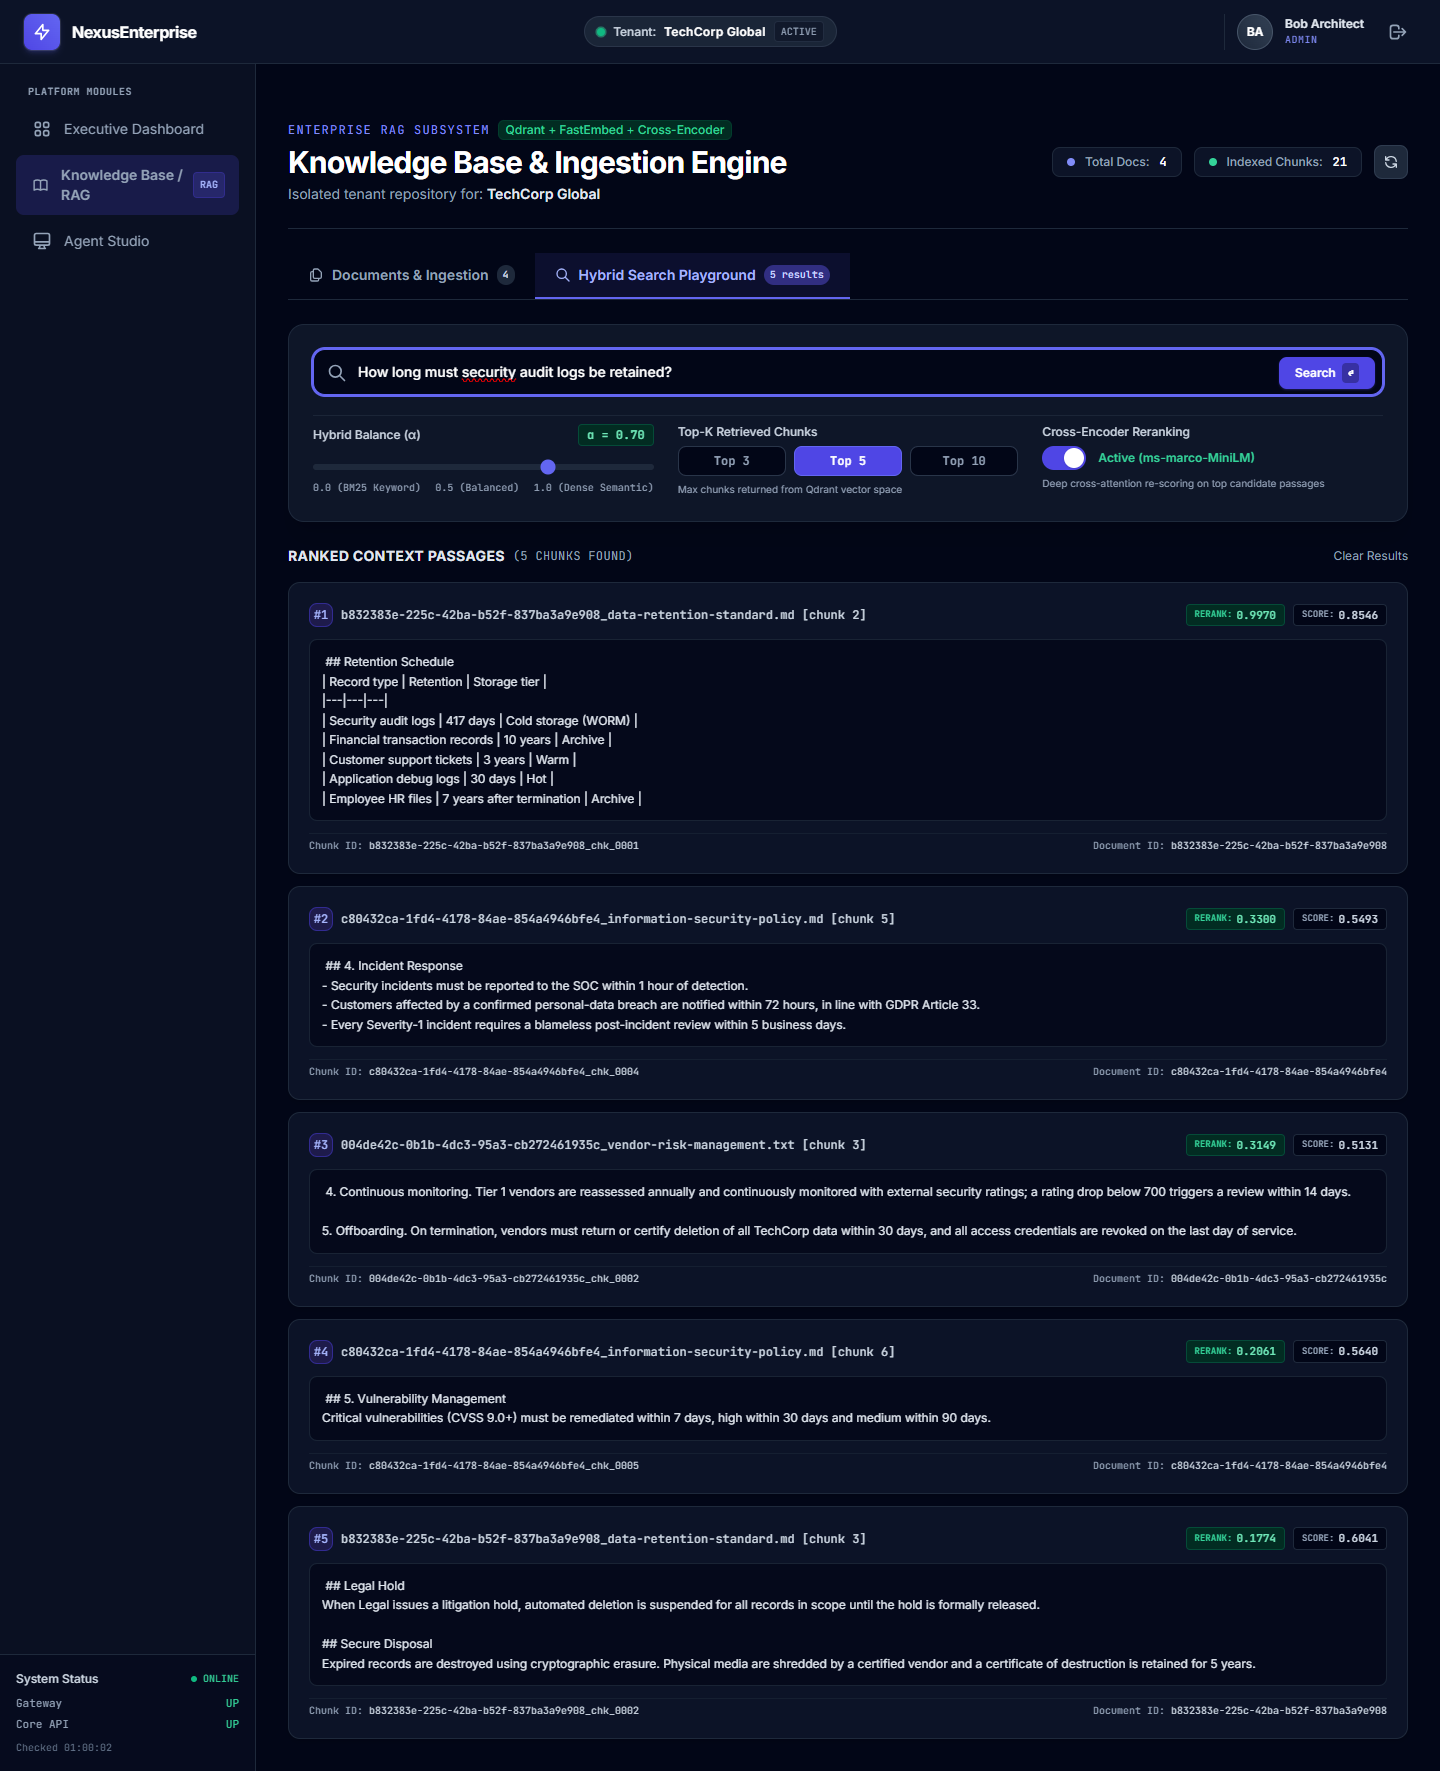 NexusEnterprise
Tenant: TechCorp Global ACTIVE
BA
Bob Architect
ADMIN
PLATFORM MODULES
Executive Dashboard
Knowledge Base / RAG
RAG
Agent Studio
ENTERPRISE RAG SUBSYSTEM Qdrant + FastEmbed + Cross-Encoder
Knowledge Base & Ingestion Engine
Isolated tenant repository for: TechCorp Global
Total Docs: 4
Indexed Chunks: 21
Documents & Ingestion 4
Hybrid Search Playground 5 results
How long must security audit logs be retained?
Search
Hybrid Balance (α) α = 0.70
0.0 (BM25 Keyword) 0.5 (Balanced) 1.0 (Dense Semantic)
Top-K Retrieved Chunks
Top 3 Top 5 Top 10
Max chunks returned from Qdrant vector space
Cross-Encoder Reranking
Active (ms-marco-MiniLM)
Deep cross-attention re-scoring on top candidate passages
RANKED CONTEXT PASSAGES (5 CHUNKS FOUND) Clear Results
#1 b832383e-225c-42ba-b52f-837ba3a9e908_data-retention-standard.md [chunk 2] RERANK: 0.9970 SCORE: 0.8546
## Retention Schedule
| Record type | Retention | Storage tier |
|---|---|---|
| Security audit logs | 417 days | Cold storage (WORM) |
| Financial transaction records | 10 years | Archive |
| Customer support tickets | 3 years | Warm |
| Application debug logs | 30 days | Hot |
| Employee HR files | 7 years after termination | Archive |
Chunk ID: b832383e-225c-42ba-b52f-837ba3a9e908_chk_0001 Document ID: b832383e-225c-42ba-b52f-837ba3a9e908
#2 c80432ca-1fd4-4178-84ae-854a4946bfe4_information-security-policy.md [chunk 5] RERANK: 0.3300 SCORE: 0.5493
## 4. Incident Response
- Security incidents must be reported to the SOC within 1 hour of detection.
- Customers affected by a confirmed personal-data breach are notified within 72 hours, in line with GDPR Article 33.
- Every Severity-1 incident requires a blameless post-incident review within 5 business days.
Chunk ID: c80432ca-1fd4-4178-84ae-854a4946bfe4_chk_0004 Document ID: c80432ca-1fd4-4178-84ae-854a4946bfe4
#3 004de42c-0b1b-4dc3-95a3-cb272461935c_vendor-risk-management.txt [chunk 3] RERANK: 0.3149 SCORE: 0.5131
4. Continuous monitoring. Tier 1 vendors are reassessed annually and continuously monitored with external security ratings; a rating drop below 700 triggers a review within 14 days.
5. Offboarding. On termination, vendors must return or certify deletion of all TechCorp data within 30 days, and all access credentials are revoked on the last day of service.
Chunk ID: 004de42c-0b1b-4dc3-95a3-cb272461935c_chk_0002 Document ID: 004de42c-0b1b-4dc3-95a3-cb272461935c
#4 c80432ca-1fd4-4178-84ae-854a4946bfe4_information-security-policy.md [chunk 6] RERANK: 0.2061 SCORE: 0.5640
## 5. Vulnerability Management
Critical vulnerabilities (CVSS 9.0+) must be remediated within 7 days, high within 30 days and medium within 90 days.
Chunk ID: c80432ca-1fd4-4178-84ae-854a4946bfe4_chk_0005 Document ID: c80432ca-1fd4-4178-84ae-854a4946bfe4
#5 b832383e-225c-42ba-b52f-837ba3a9e908_data-retention-standard.md [chunk 3] RERANK: 0.1774 SCORE: 0.6041
## Legal Hold
When Legal issues a litigation hold, automated deletion is suspended for all records in scope until the hold is formally released.
## Secure Disposal
Expired records are destroyed using cryptographic erasure. Physical media are shredded by a certified vendor and a certificate of destruction is retained for 5 years.
Chunk ID: b832383e-225c-42ba-b52f-837ba3a9e908_chk_0002 Document ID: b832383e-225c-42ba-b52f-837ba3a9e908
System Status ONLINE
Gateway UP
Core API UP
Checked 01:00:02